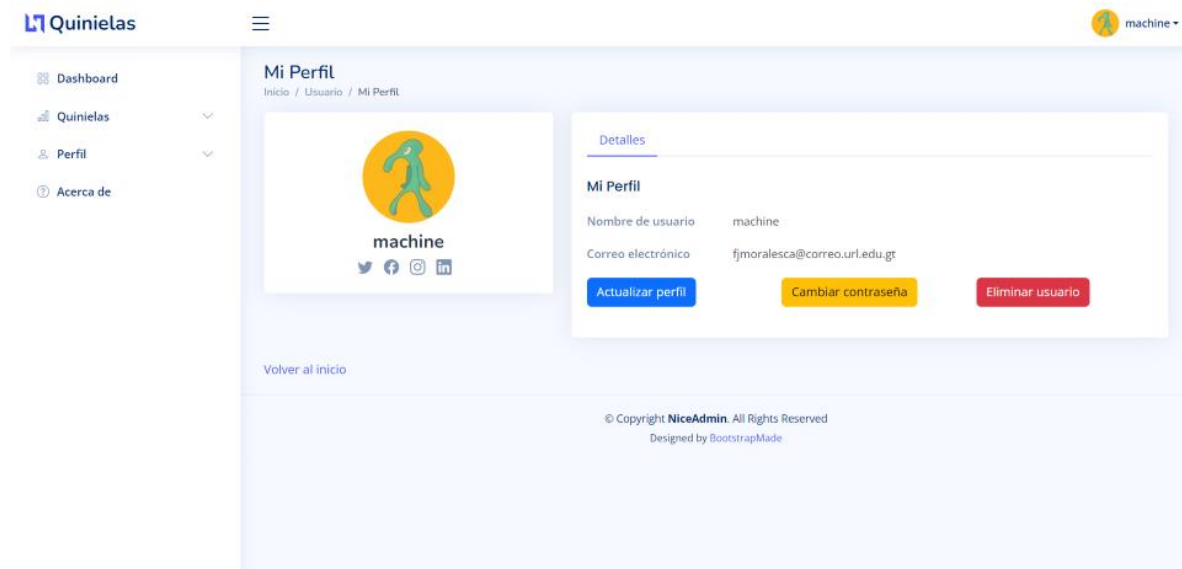 Quinielas
machine
Dashboard
Quinielas
Perfil
Acerca de
Mi Perfil
Inicio / Usuario / Mi Perfil
machine
Detalles
Mi Perfil
Nombre de usuario machine
Correo electrónico fjmoralesca@correo.url.edu.gt
Actualizar perfil Cambiar contraseña Eliminar usuario
Volver al inicio
© Copyright NiceAdmin. All Rights Reserved
Designed by BootstrapMade